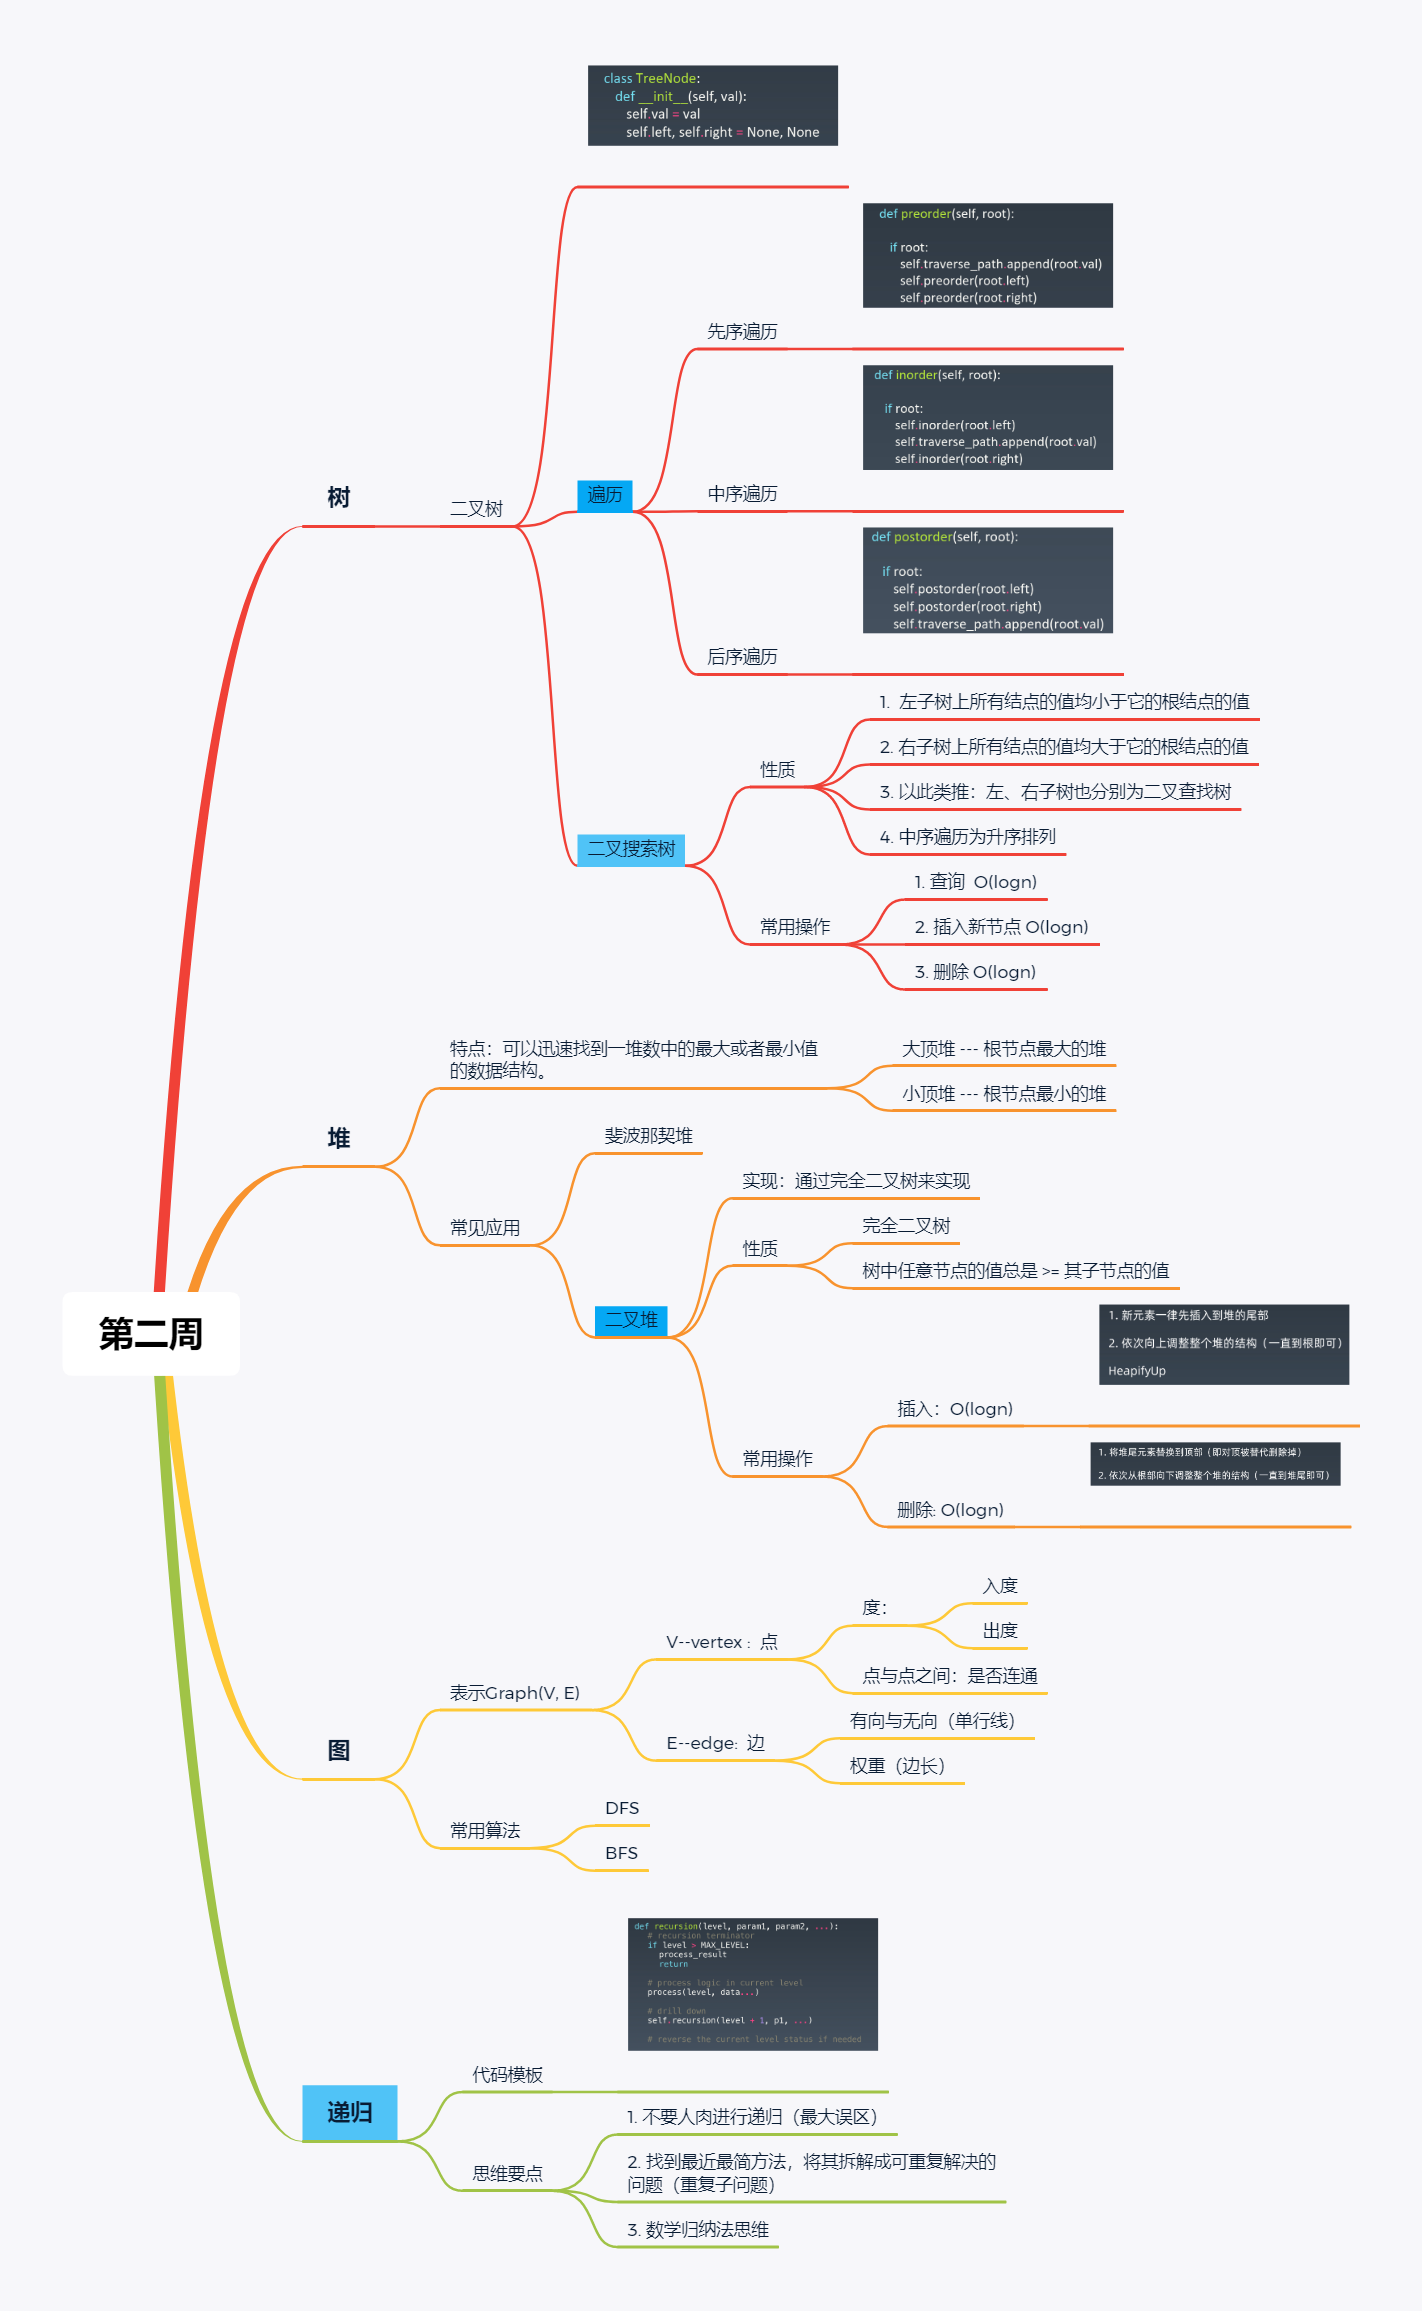 class TreeNode:
def __init__(self, val):
self.val = val
self.left, self.right = None, None
def preorder(self, root):
if root:
self.traverse_path.append(root.val)
self.preorder(root.left)
self.preorder(root.right)
先序遍历
def inorder(self, root):
if root:
self.inorder(root.left)
self.traverse_path.append(root.val)
self.inorder(root.right)
树
二叉树
遍历
中序遍历
def postorder(self, root):
if root:
self.postorder(root.left)
self.postorder(root.right)
self.traverse_path.append(root.val)
后序遍历
1. 左子树上所有结点的值均小于它的根结点的值
2. 右子树上所有结点的值均大于它的根结点的值
性质
3. 以此类推：左、右子树也分别为二叉查找树
4. 中序遍历为升序排列
二叉搜索树
1. 查询 O(logn)
常用操作
2. 插入新节点 O(logn)
3. 删除 O(logn)
特点：可以迅速找到一堆数中的最大或者最小值
的数据结构。
大顶堆 --- 根节点最大的堆
小顶堆 --- 根节点最小的堆
堆
斐波那契堆
常见应用
实现：通过完全二叉树来实现
完全二叉树
性质
树中任意节点的值总是 >= 其子节点的值
二叉堆
1. 新元素一律先插入到堆的尾部
2. 依次向上调整整个堆的结构（一直到根即可）
HeapifyUp
插入：O(logn)
常用操作
1. 将堆尾元素替换到顶部（即对顶被替代删除掉）
2. 依次从根部向下调整整个堆的结构（一直到堆尾即可）
删除: O(logn)
第二周
入度
度：
出度
V--vertex : 点
点与点之间：是否连通
表示Graph(V, E)
有向与无向（单行线）
E--edge: 边
权重（边长）
图
DFS
常用算法
BFS
def recursion(level, param1, param2, ...):
# recursion terminator
if level > MAX_LEVEL:
process_result
return
# process logic in current level
process(level, data...)
# drill down
self.recursion(level + 1, p1, ...)
# reverse the current level status if needed
代码模板
递归
1. 不要人肉进行递归（最大误区）
思维要点
2. 找到最近最简方法，将其拆解成可重复解决的
问题（重复子问题）
3. 数学归纳法思维